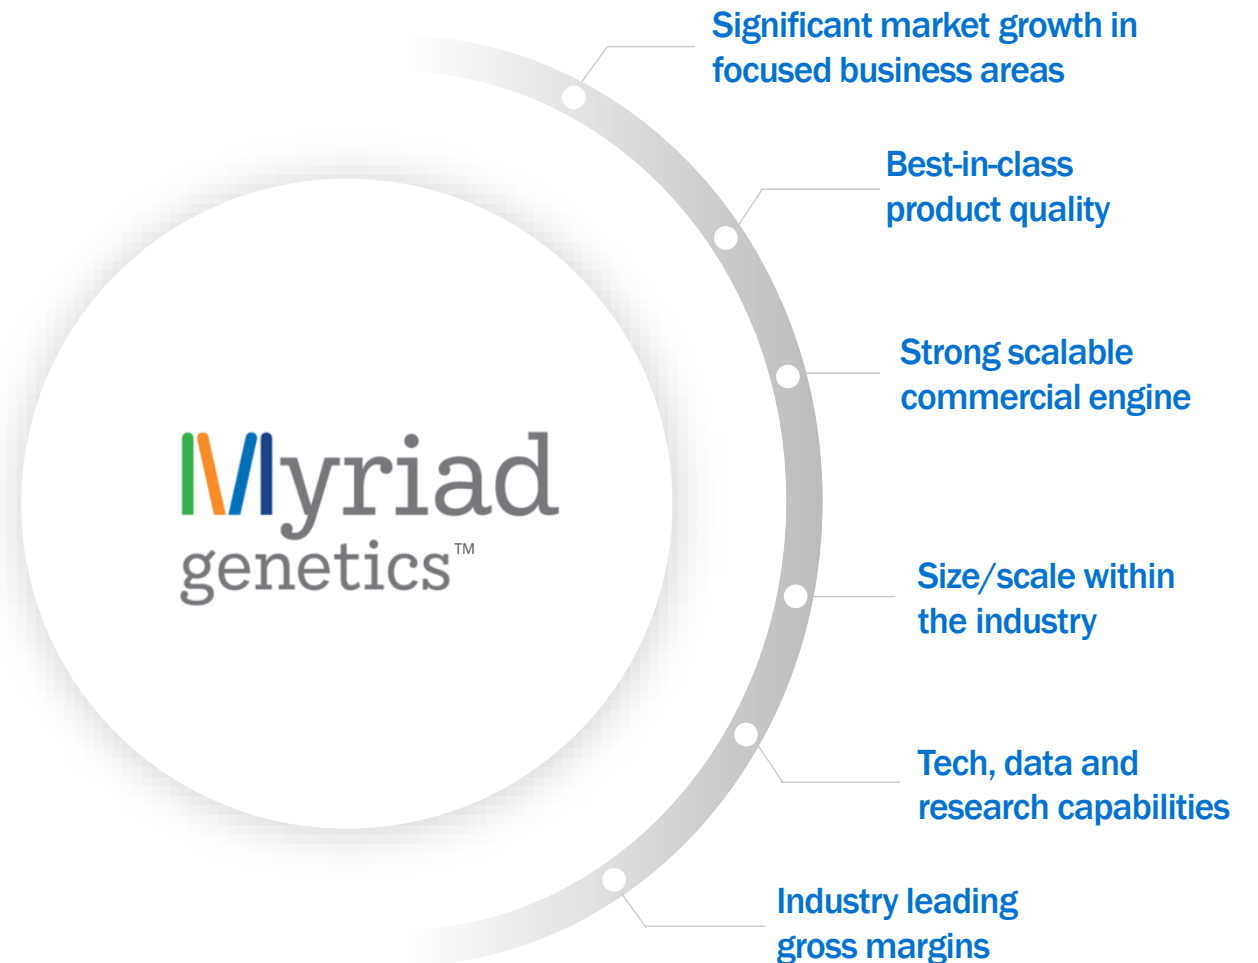 Significant market growth in
focused business areas
Best-in-class
product quality
Strong scalable
commercial engine
Myriad
genetics™
Size/scale within
the industry
Tech, data and
research capabilities
Industry leading
gross margins